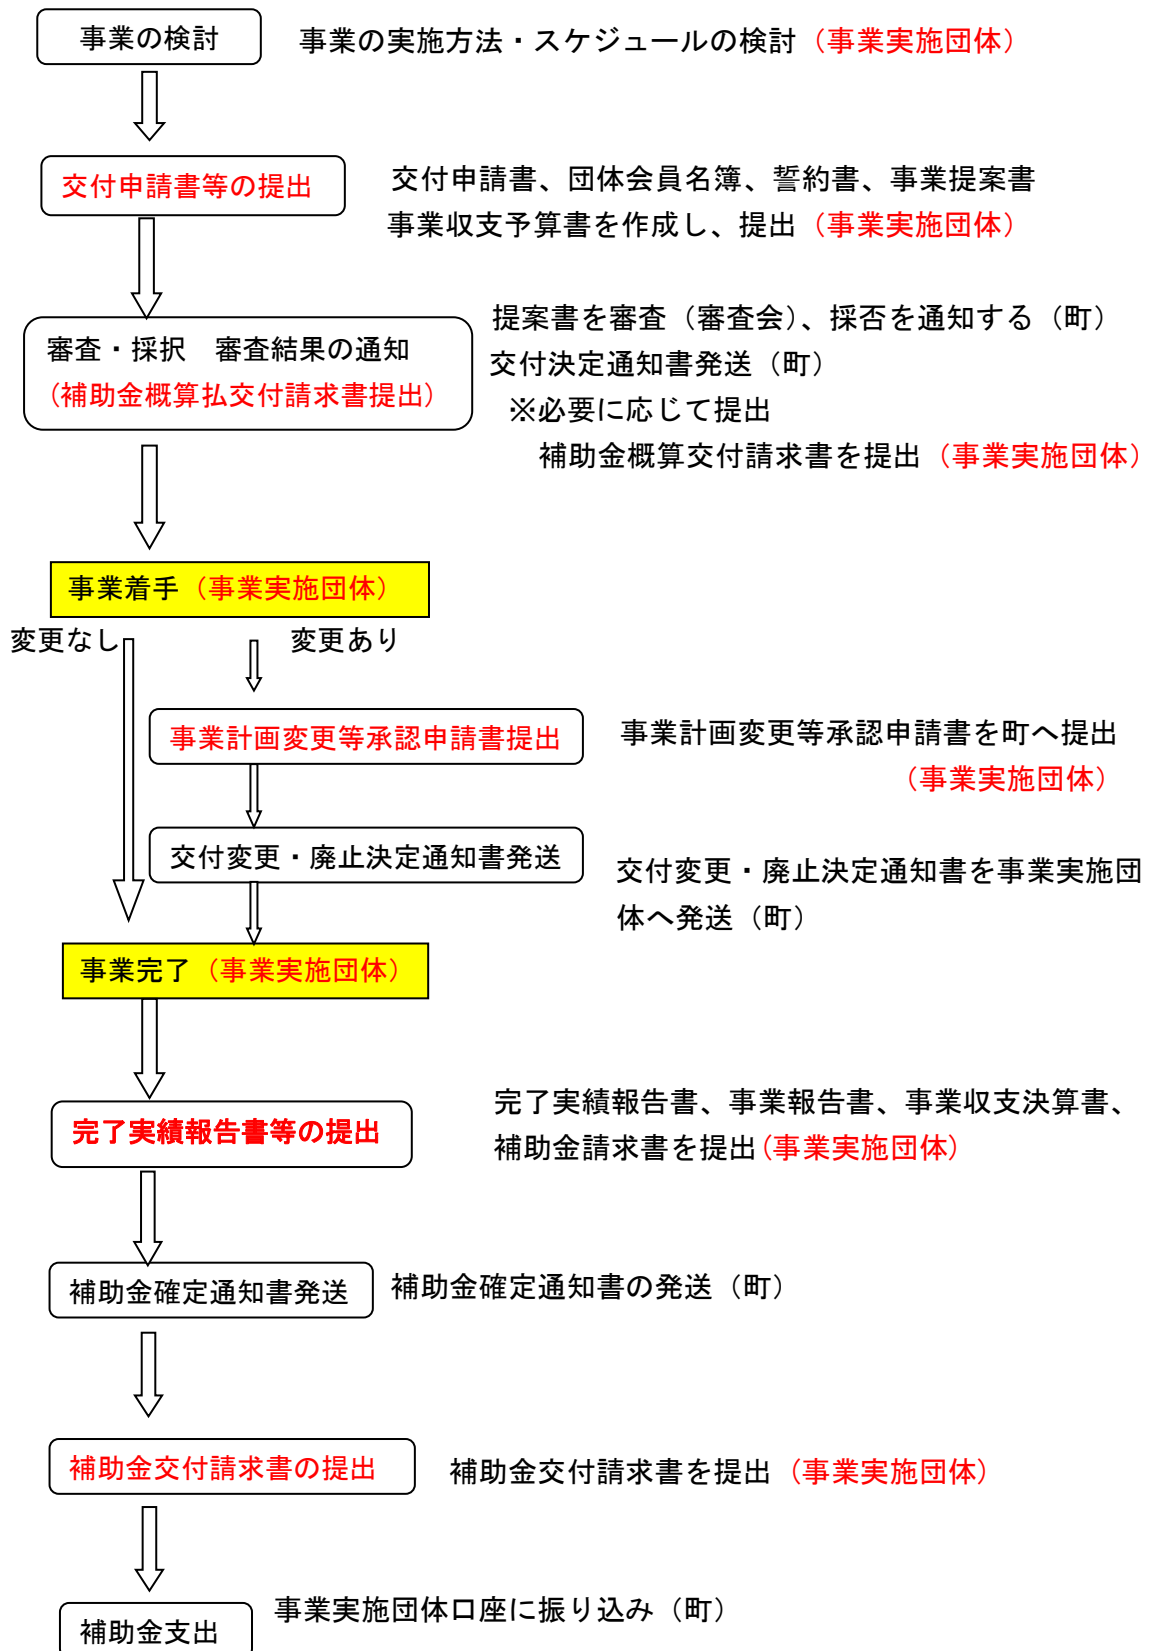 事業の検討
事業の実施方法・スケジュールの検討（事業実施団体）
交付申請書等の提出
交付申請書、団体会員名簿、誓約書、事業提案書
事業収支予算書を作成し、提出（事業実施団体）
審査・採択　審査結果の通知
（補助金概算払交付請求書提出）
提案書を審査（審査会）、採否を通知する（町）
交付決定通知書発送（町）
※必要に応じて提出
補助金概算交付請求書を提出（事業実施団体）
事業着手（事業実施団体）
変更なし
変更あり
事業計画変更等承認申請書提出
事業計画変更等承認申請書を町へ提出
（事業実施団体）
交付変更・廃止決定通知書発送
交付変更・廃止決定通知書を事業実施団
体へ発送（町）
事業完了（事業実施団体）
完了実績報告書等の提出
完了実績報告書、事業報告書、事業収支決算書、
補助金請求書を提出（事業実施団体）
補助金確定通知書発送
補助金確定通知書の発送（町）
補助金交付請求書の提出
補助金交付請求書を提出（事業実施団体）
補助金支出
事業実施団体口座に振り込み（町）